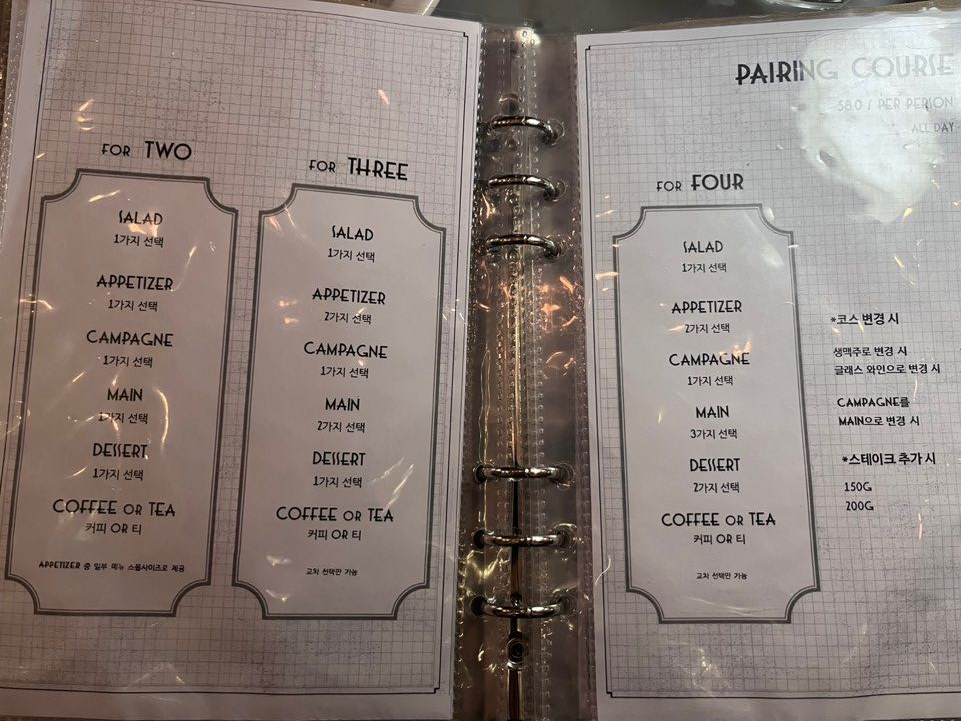 FOR TWO
SALAD
1가지 선택
APPETIZER
1가지 선택
CAMPAGNE
1가지 선택
MAIN
1가지 선택
DESSERT
1가지 선택
COFFEE OR TEA
커피 OR 티
APPETIZER 중 일부 메뉴 스몰사이즈로 제공
FOR THREE
SALAD
1가지 선택
APPETIZER
2가지 선택
CAMPAGNE
1가지 선택
MAIN
2가지 선택
DESSERT
1가지 선택
COFFEE OR TEA
커피 OR 티
교차 선택만 가능
PAIRING COURSE
58.0 / PER PERSON
ALL DAY
FOR FOUR
SALAD
1가지 선택
APPETIZER
2가지 선택
CAMPAGNE
1가지 선택
MAIN
3가지 선택
DESSERT
2가지 선택
COFFEE OR TEA
커피 OR 티
교차 선택만 가능
*코스 변경 시
생맥주로 변경 시
글래스 와인으로 변경 시
CAMPAGNE를
MAIN으로 변경 시
*스테이크 추가 시
150G
200G